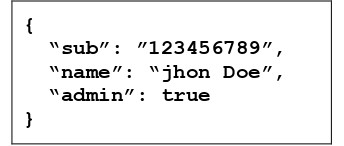 {
“sub”: ”123456789”,
“name”: “jhon Doe”,
“admin”: true
}